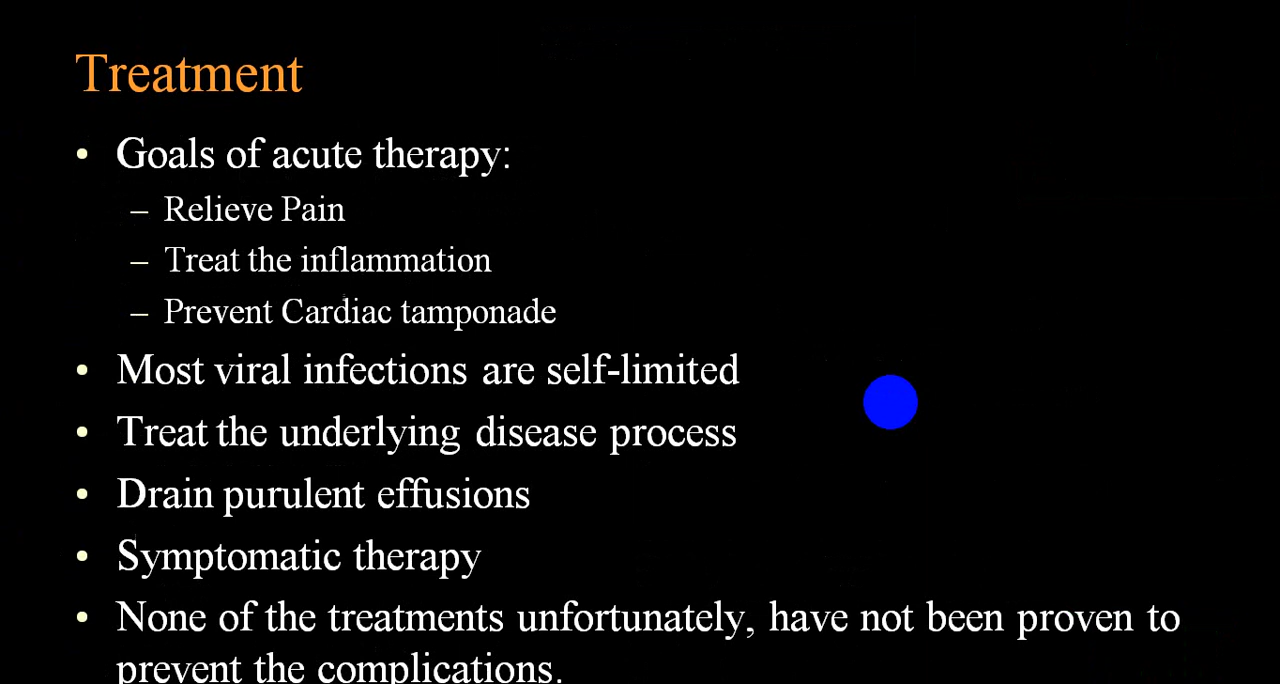 Treatment
• Goals of acute therapy:
– Relieve Pain
– Treat the inflammation
– Prevent Cardiac tamponade
• Most viral infections are self-limited
• Treat the underlying disease process
• Drain purulent effusions
• Symptomatic therapy
• None of the treatments unfortunately, have not been proven to
prevent the complications.